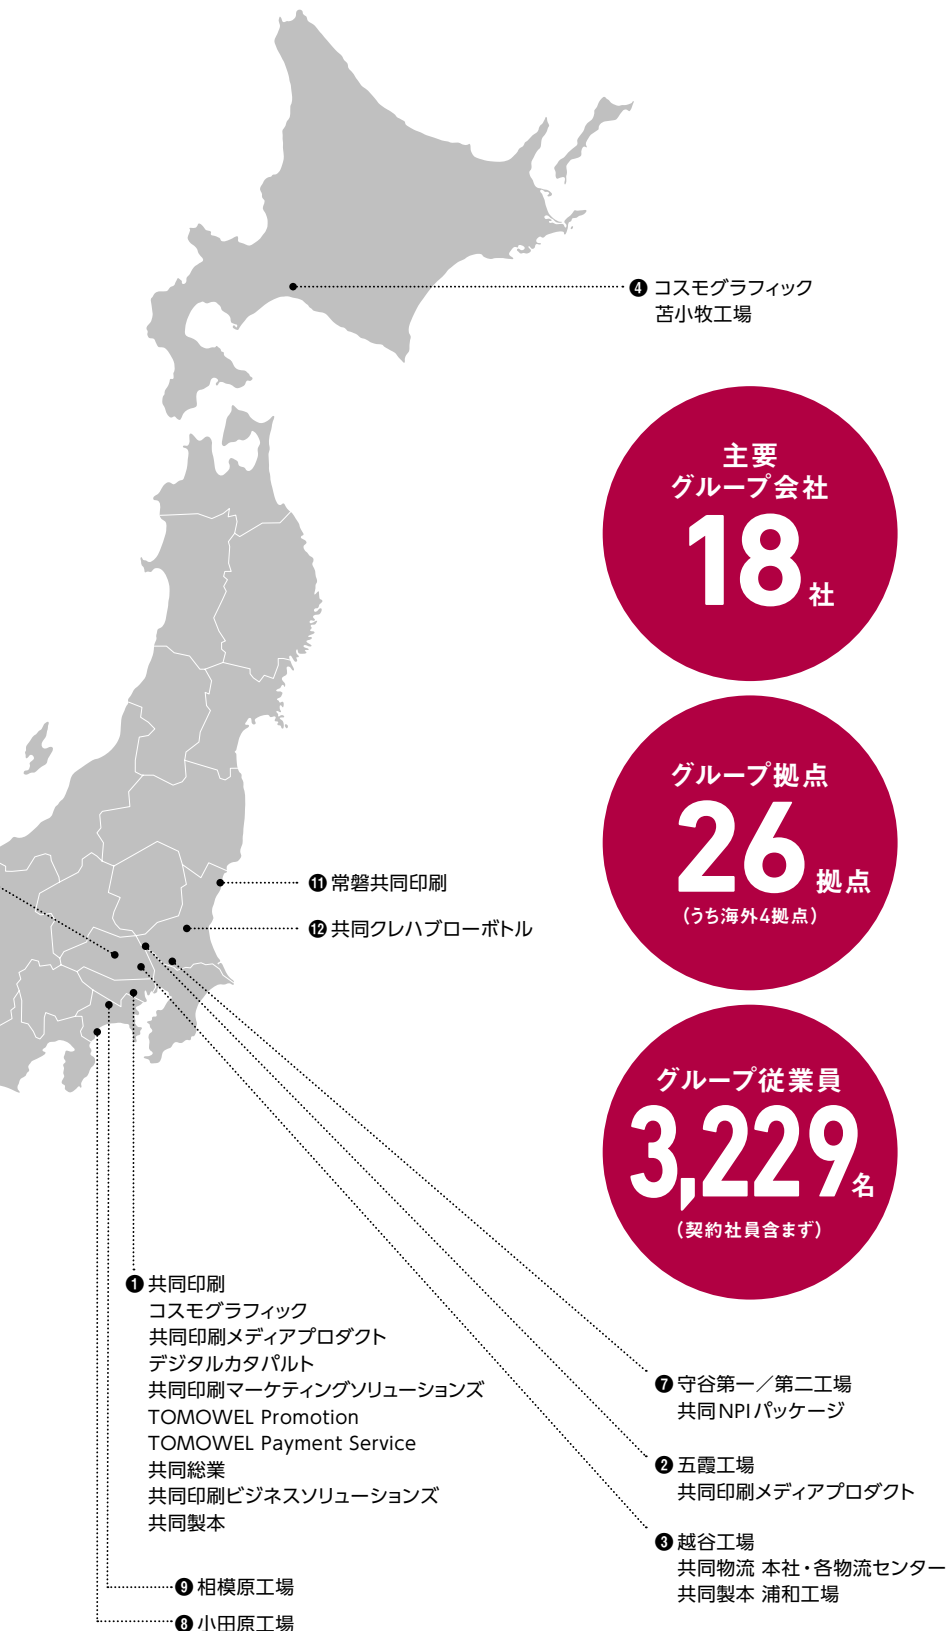 ❹ コスモグラフィック
苫小牧工場
主要
グループ会社
18社
グループ拠点
26拠点
(うち海外4拠点)
グループ従業員
3,229名
(契約社員含まず)
⓫ 常磐共同印刷
⓬ 共同クレハブローボトル
❶ 共同印刷
コスモグラフィック
共同印刷メディアプロダクト
デジタルカタパルト
共同印刷マーケティングソリューションズ
TOMOWEL Promotion
TOMOWEL Payment Service
共同総業
共同印刷ビジネスソリューションズ
共同製本
❾ 相模原工場
❽ 小田原工場
❼ 守谷第一／第二工場
共同NPIパッケージ
❷ 五霞工場
共同印刷メディアプロダクト
❸ 越谷工場
共同物流 本社・各物流センター
共同製本 浦和工場